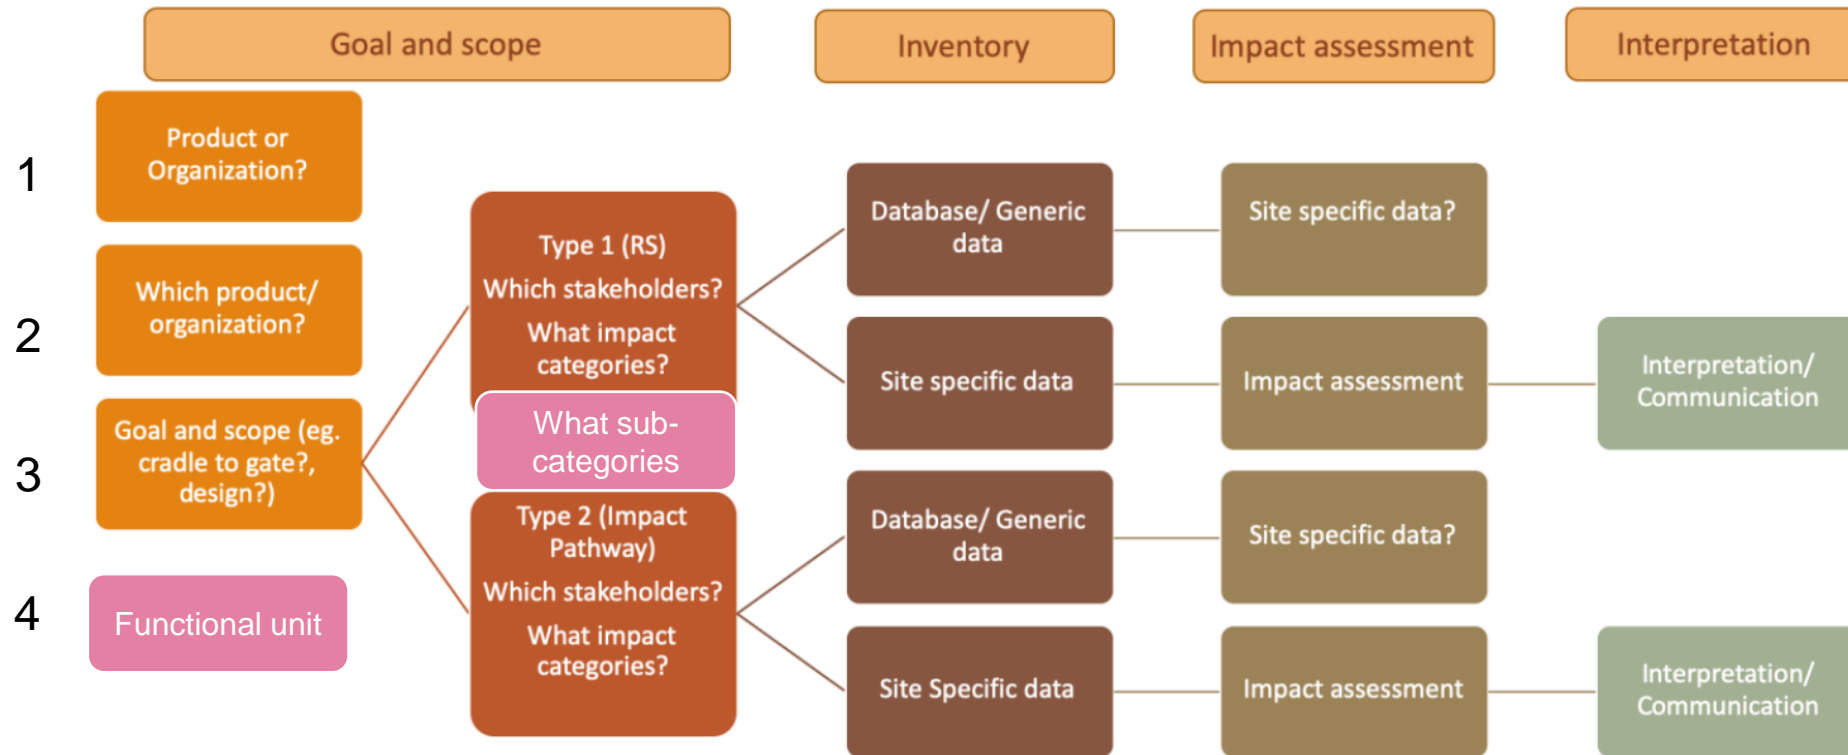 Goal and scope
Inventory
Impact assessment
Interpretation
1
Product or
Organization?
2
Which product/
organization?
3
Goal and scope (eg.
cradle to gate?,
design?)
4
Functional unit
Type 1 (RS)
Which stakeholders?
What impact
categories?
What sub-
categories
Type 2 (Impact
Pathway)
Which stakeholders?
What impact
categories?
Database/ Generic
data
Site specific data?
Site specific data
Impact assessment
Interpretation/
Communication
Database/ Generic
data
Site specific data?
Site Specific data
Impact assessment
Interpretation/
Communication